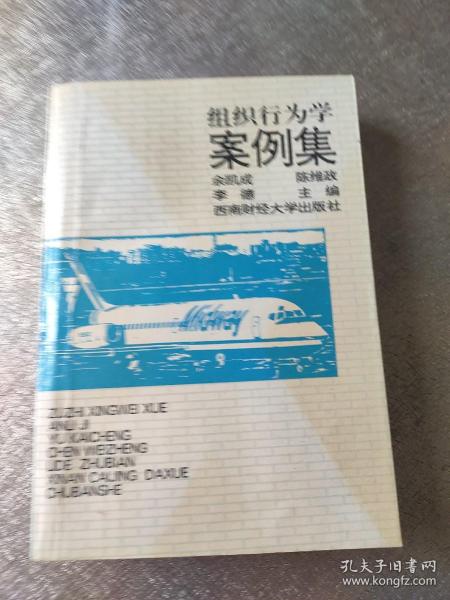 组织行为学
案例集
余凯成 陈维政
李德 主编
西南财经大学出版社
Midway
ZUZHI XINGWEI XUE
ANLI JI
YU KAICHENG
CHEN WEIZHENG
LIDE ZHUBIAN
XINAN CAIJING DAXUE
CHUBANSHE
孔夫子旧书网
www.kongfz.com